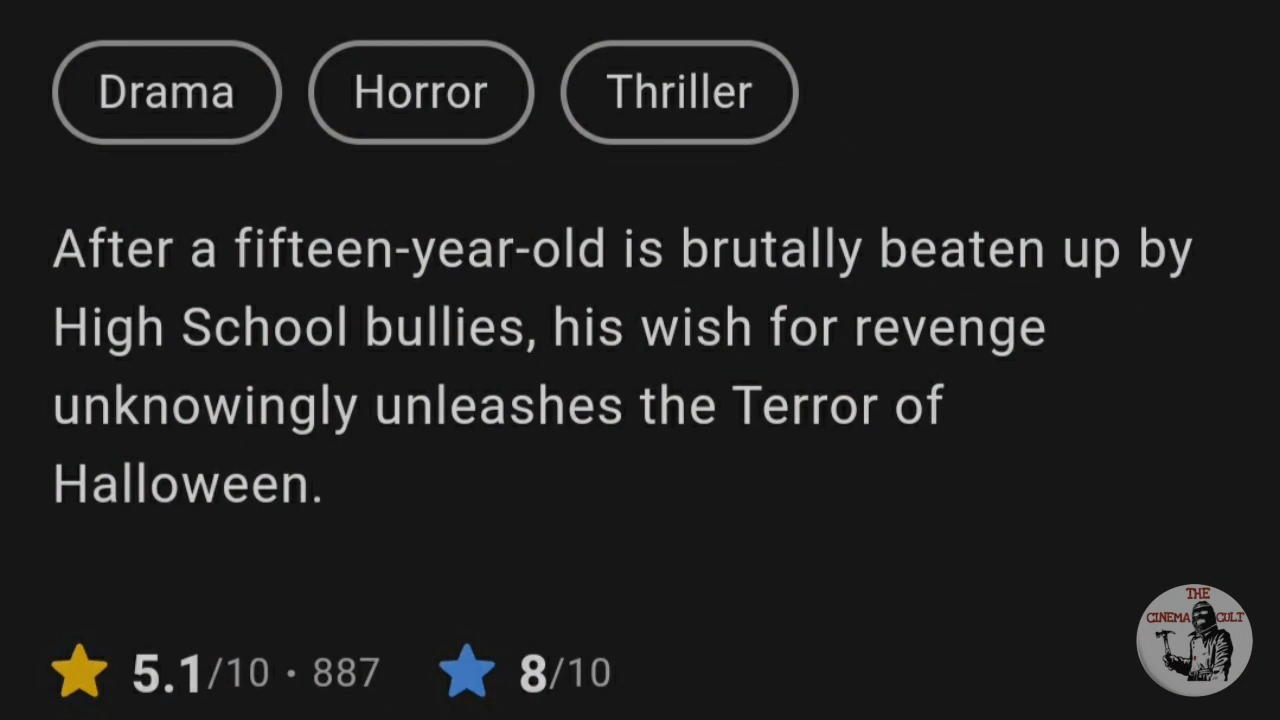 Drama Horror Thriller
After a fifteen-year-old is brutally beaten up by
High School bullies, his wish for revenge
unknowingly unleashes the Terror of
Halloween.
5.1/10 · 887 8/10
THE
CINEMA CULT